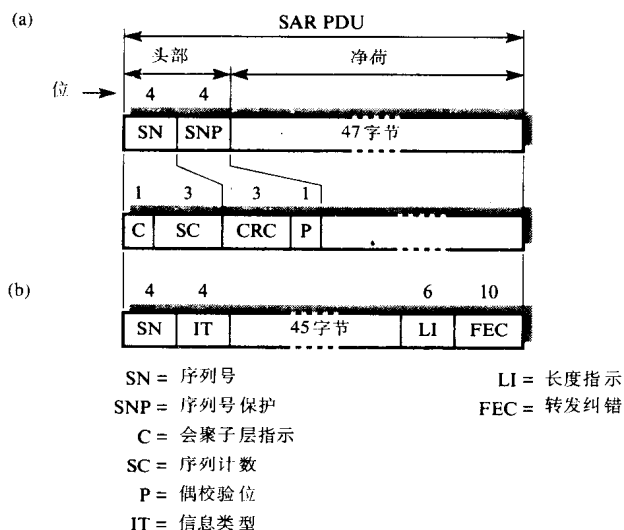 (a)
SAR PDU
头部 净荷
位 → 4 4
SN SNP 47字节
1 3 3 1
C SC CRC P
(b)
4 4 6 10
SN IT 45字节 LI FEC
SN = 序列号 LI = 长度指示
SNP = 序列号保护 FEC = 转发纠错
C = 会聚子层指示
SC = 序列计数
P = 偶校验位
IT = 信息类型